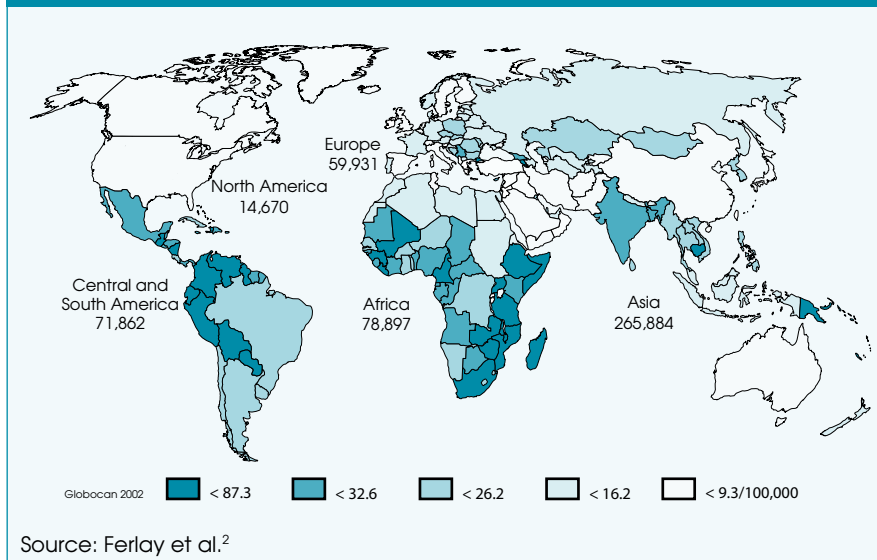 Europe
59,931
North America
14,670
Central and
South America
71,862
Africa
78,897
Asia
265,884
Globocan 2002
< 87.3
< 32.6
< 26.2
< 16.2
< 9.3/100,000
Source: Ferlay et al.²